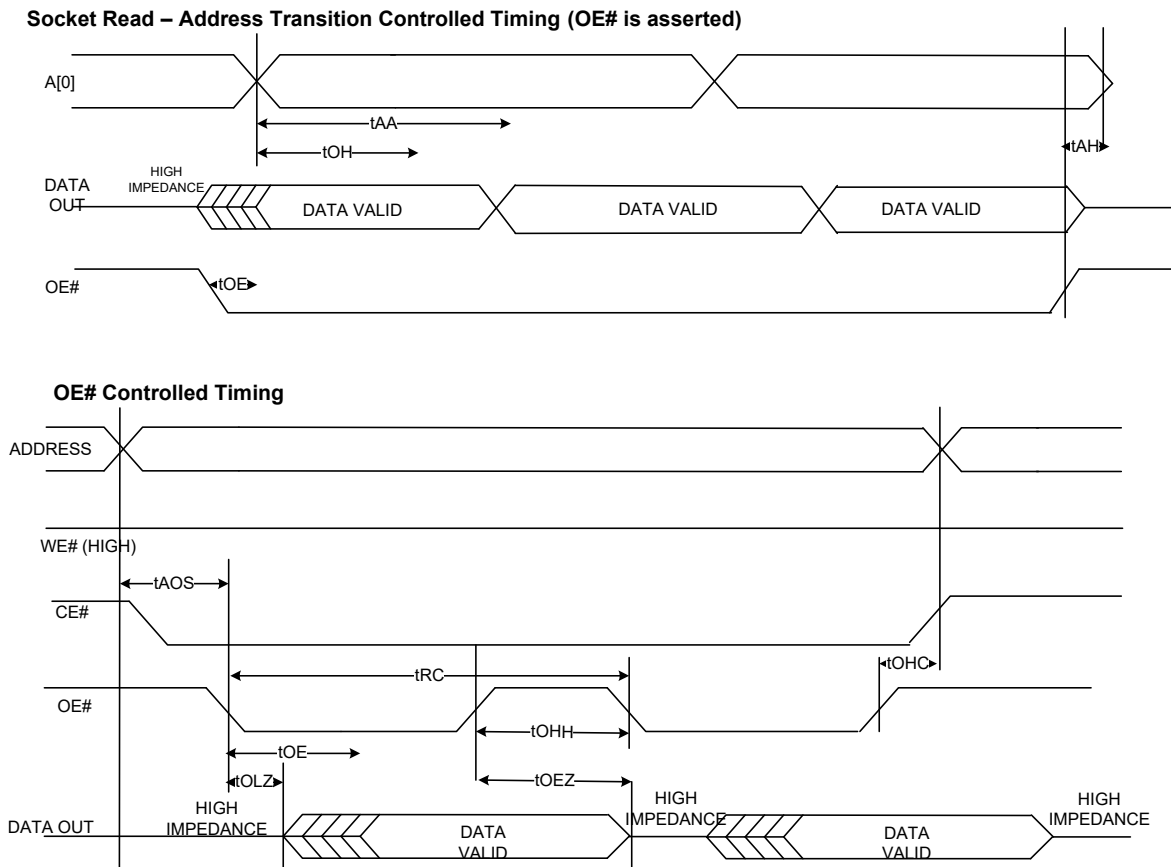 Socket Read – Address Transition Controlled Timing (OE# is asserted)
A[0]
tAA
tOH
tAH
HIGH
IMPEDANCE
DATA
OUT
DATA VALID
DATA VALID
DATA VALID
tOE
OE#
OE# Controlled Timing
ADDRESS
WE# (HIGH)
tAOS
CE#
tOHC
tRC
OE#
tOHH
tOE
tOLZ
tOEZ
HIGH
IMPEDANCE
HIGH
IMPEDANCE
HIGH
IMPEDANCE
DATA OUT
DATA
VALID
DATA
VALID